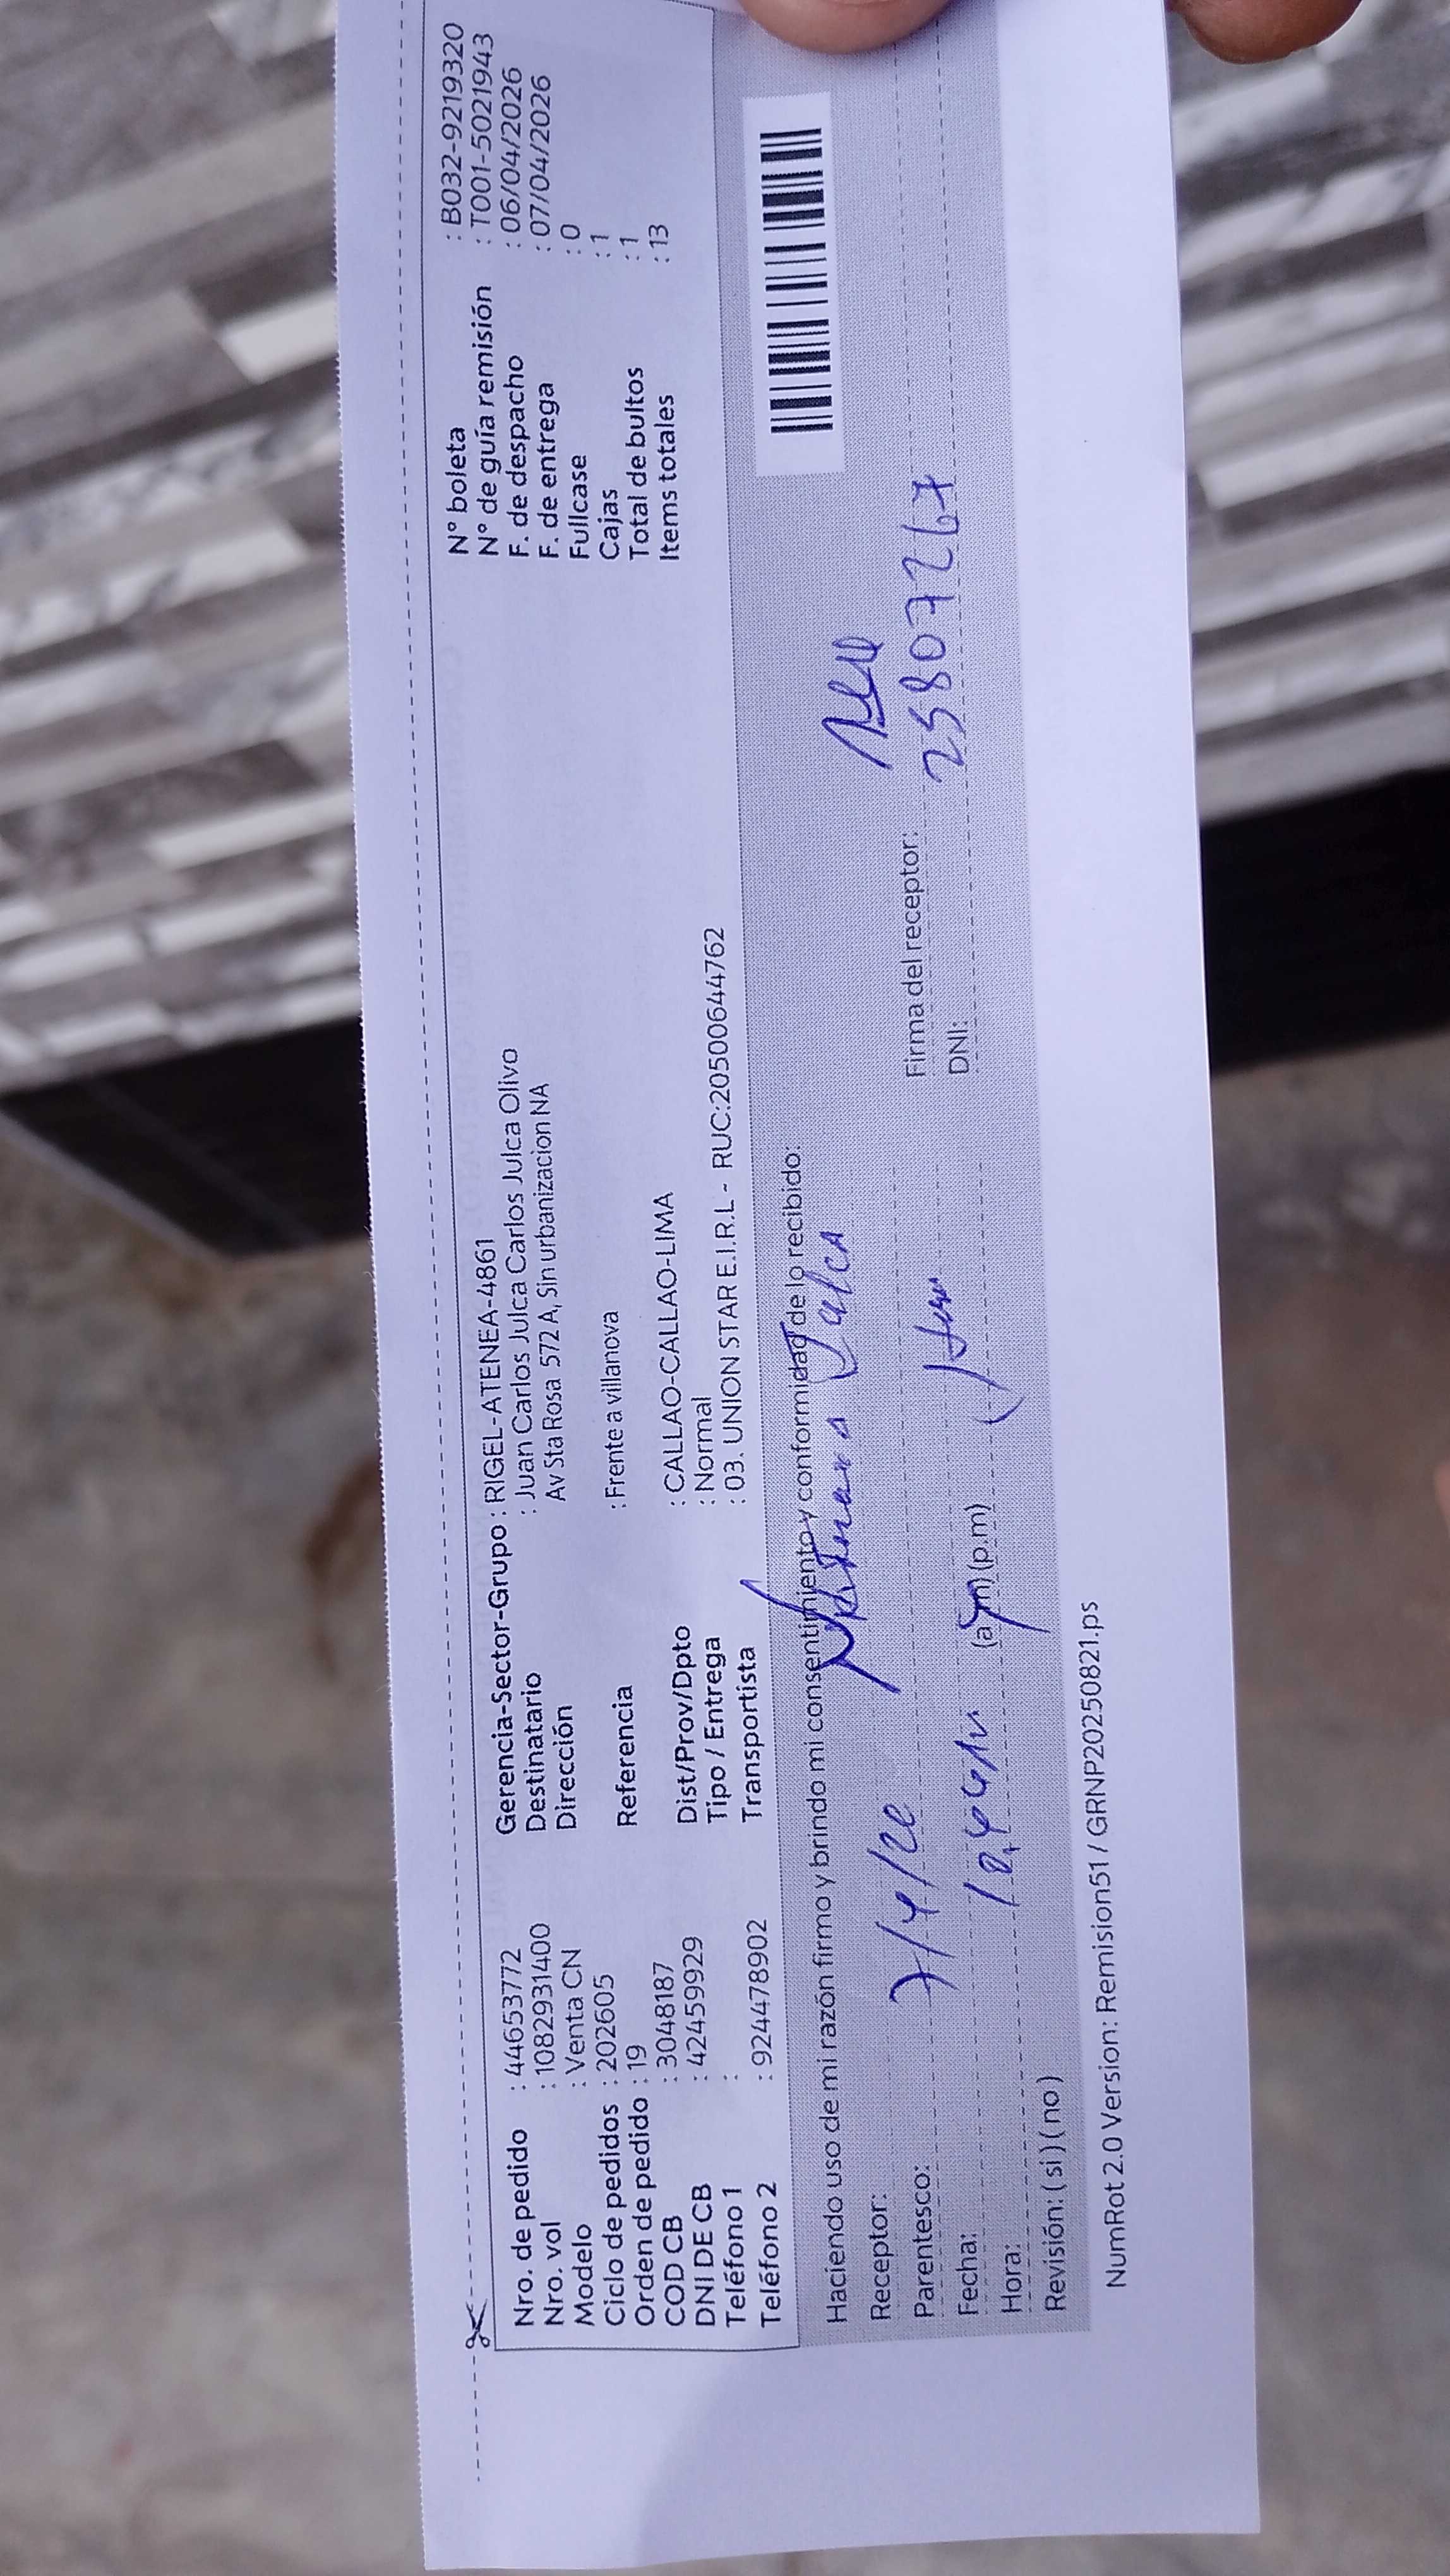 Nro. de pedido : 44653772
Nro. vol : 1082931400
Modelo : Venta CN
Ciclo de pedidos : 202605
Orden de pedido : 19
COD CB : 3048187
DNI DE CB : 42459929
Teléfono 1 :
Teléfono 2 : 924478902
Gerencia-Sector-Grupo : RIGEL-ATENEA-4861
Destinatario : Juan Carlos Julca Carlos Julca Olivo
Dirección Av Sta Rosa 572 A, Sin urbanizacion NA
Referencia : Frente a villanova
Dist/Prov/Dpto : CALLAO-CALLAO-LIMA
Tipo / Entrega : Normal
Transportista : 03. UNION STAR E.I.R.L - RUC:20500644762
N° boleta : B032-9219320
N° de guía remisión : T001-5021943
F. de despacho : 06/04/2026
F. de entrega : 07/04/2026
Fullcase : 0
Cajas : 1
Total de bultos : 1
Items totales : 13
Haciendo uso de mi razón firmo y brindo mi consentimiento y conformidad de lo recibido:
Receptor: Julca
Parentesco:
Fecha: 7/4/26
Hora: (a.m) (p.m)
Revisión: ( si ) ( no )
Firma del receptor:
DNI: 25807267
NumRot 2.0 Version: Remision51 / GRNP20250821.ps